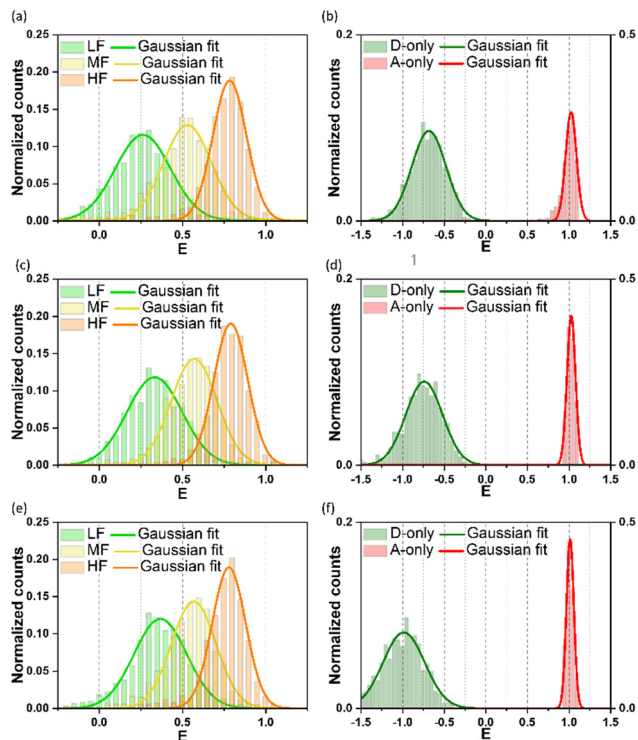 (a)
LF Gaussian fit
MF Gaussian fit
HF Gaussian fit
Normalized counts
0.25
0.20
0.15
0.10
0.05
0.00
0.0 0.5 1.0
E
(b)
D-only Gaussian fit
A-only Gaussian fit
Normalized counts
0.2
0.0
0.5
0.0
-1.5 -1.0 -0.5 0.0 0.5 1.0 1.5
E
1
(c)
LF Gaussian fit
MF Gaussian fit
HF Gaussian fit
Normalized counts
0.25
0.20
0.15
0.10
0.05
0.00
0.0 0.5 1.0
E
(d)
D-only Gaussian fit
A-only Gaussian fit
Normalized counts
0.2
0.0
0.5
0.0
-1.5 -1.0 -0.5 0.0 0.5 1.0 1.5
E
(e)
LF Gaussian fit
MF Gaussian fit
HF Gaussian fit
Normalized counts
0.25
0.20
0.15
0.10
0.05
0.00
0.0 0.5 1.0
E
(f)
D-only Gaussian fit
A-only Gaussian fit
Normalized counts
0.2
0.0
0.5
0.0
-1.5 -1.0 -0.5 0.0 0.5 1.0 1.5
E